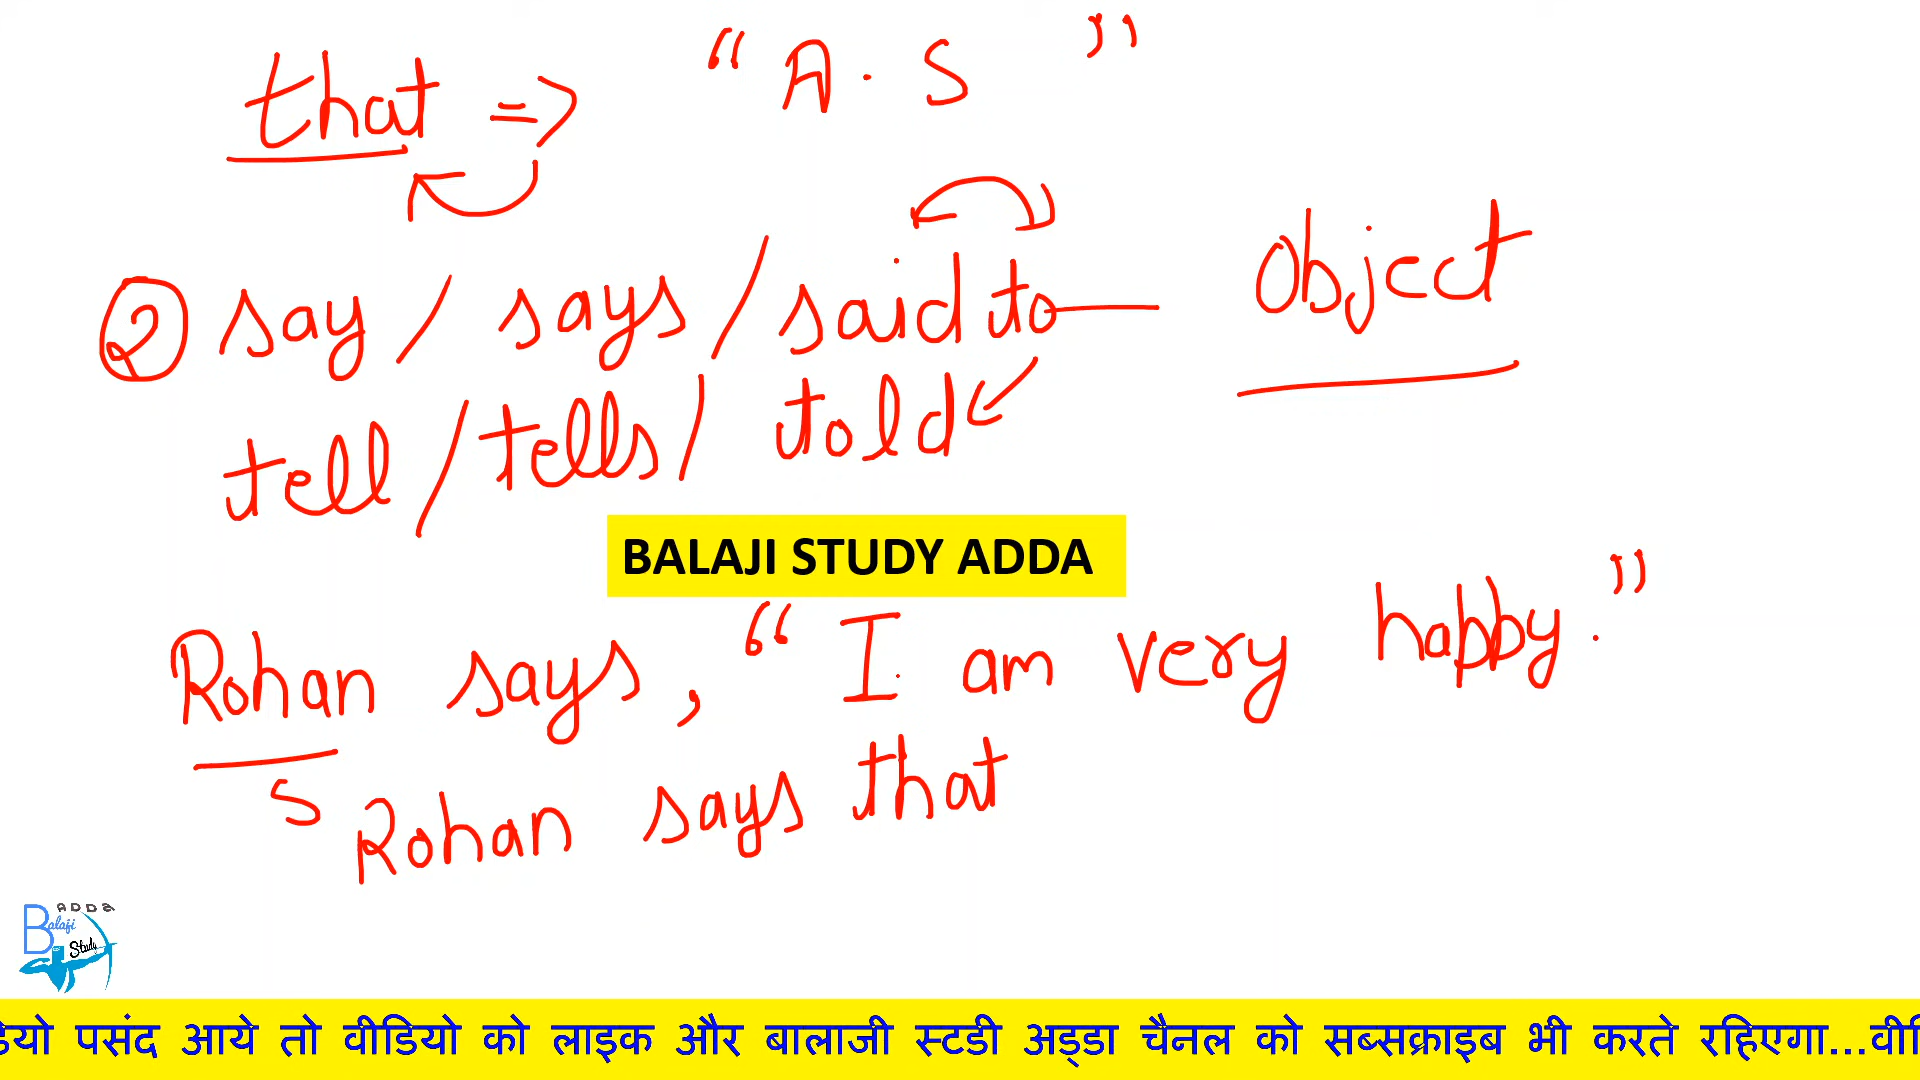 that => " A. S "
② say / says / said to — object
tell / tells / told
BALAJI STUDY ADDA
Rohan says, " I am very happy. "
S
Rohan says that
ADDA
Balaji
Study
डियो पसंद आये तो वीडियो को लाइक और बालाजी स्टडी अड्डा चैनल को सब्सक्राइब भी करते रहिएगा...वीि